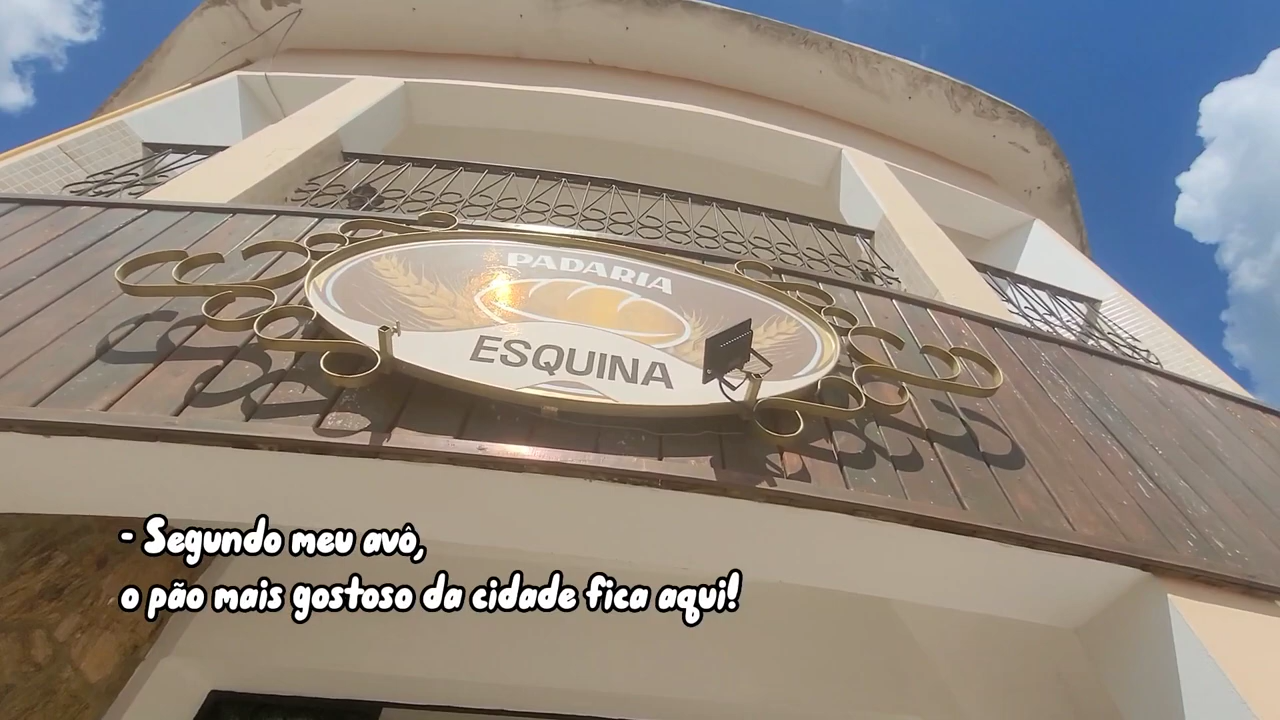 PADARIA
ESQUINA
- Segundo meu avô,
o pão mais gostoso da cidade fica aqui!